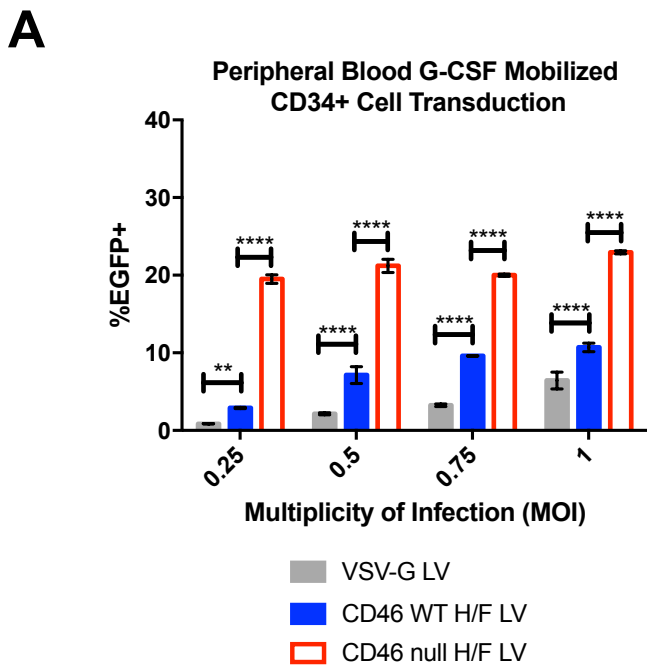 A
Peripheral Blood G-CSF Mobilized
CD34+ Cell Transduction
%EGFP+
40
30
20
10
0
**
****
****
****
****
****
****
****
0.25
0.5
0.75
1
Multiplicity of Infection (MOI)
VSV-G LV
CD46 WT H/F LV
CD46 null H/F LV